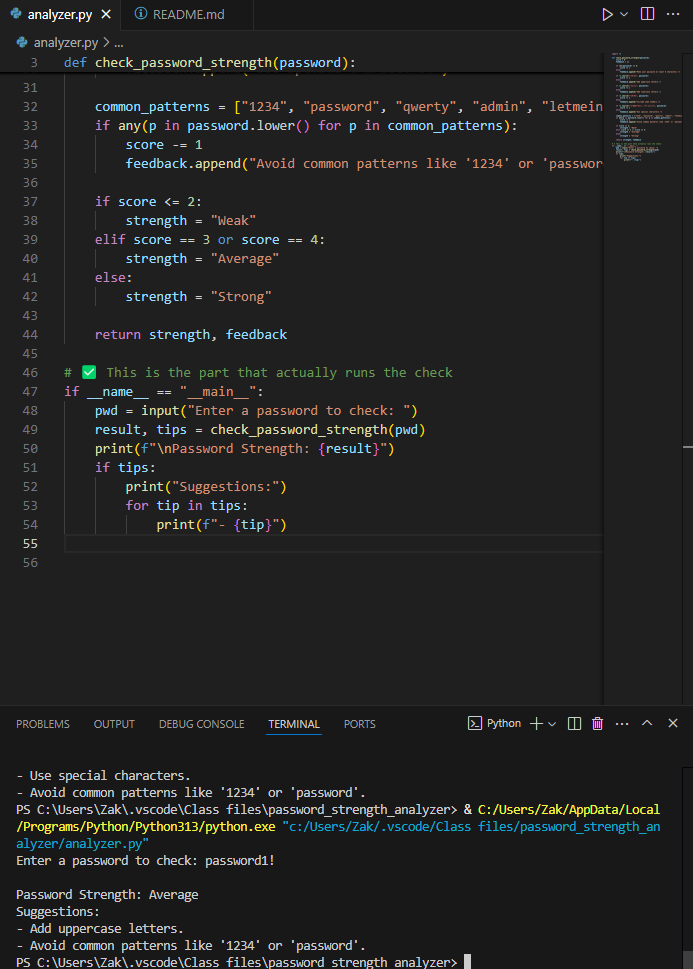 analyzer.py
README.md
analyzer.py > ...
3 def check_password_strength(password):
31
32 common_patterns = ["1234", "password", "qwerty", "admin", "letmein
33 if any(p in password.lower() for p in common_patterns):
34 score -= 1
35 feedback.append("Avoid common patterns like '1234' or 'passwor
36
37 if score <= 2:
38 strength = "Weak"
39 elif score == 3 or score == 4:
40 strength = "Average"
41 else:
42 strength = "Strong"
43
44 return strength, feedback
45
46 # ✅ This is the part that actually runs the check
47 if __name__ == "__main__":
48 pwd = input("Enter a password to check: ")
49 result, tips = check_password_strength(pwd)
50 print(f"\nPassword Strength: {result}")
51 if tips:
52 print("Suggestions:")
53 for tip in tips:
54 print(f"- {tip}")
55
56
PROBLEMS OUTPUT DEBUG CONSOLE TERMINAL PORTS Python
- Use special characters.
- Avoid common patterns like '1234' or 'password'.
PS C:\Users\Zak\.vscode\Class files\password_strength_analyzer> & C:/Users/Zak/AppData/Local
/Programs/Python/Python313/python.exe "c:/Users/Zak/.vscode/Class files/password_strength_an
alyzer/analyzer.py"
Enter a password to check: password1!
Password Strength: Average
Suggestions:
- Add uppercase letters.
- Avoid common patterns like '1234' or 'password'.
PS C:\Users\Zak\.vscode\Class files\password_strength_analyzer>